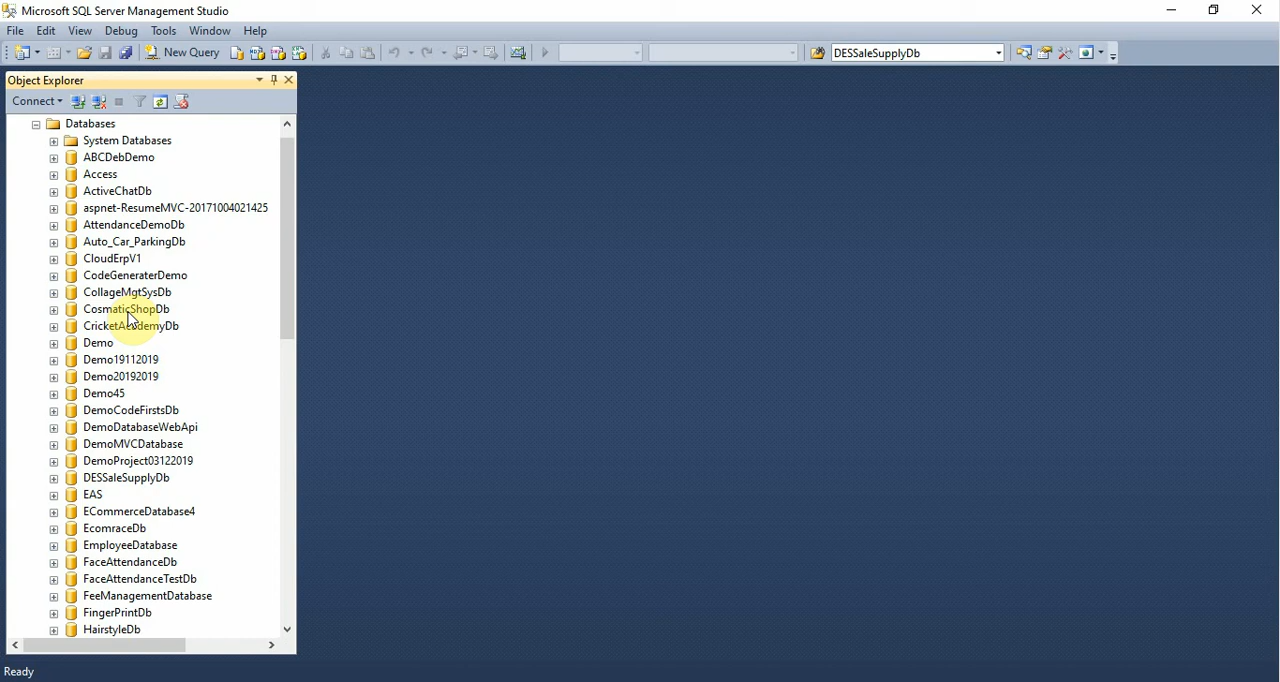 Microsoft SQL Server Management Studio
File Edit View Debug Tools Window Help
New Query DESSaleSupplyDb
Object Explorer
Connect
Databases
System Databases
ABCDebDemo
Access
ActiveChatDb
aspnet-ResumeMVC-20171004021425
AttendanceDemoDb
Auto_Car_ParkingDb
CloudErpV1
CodeGeneraterDemo
CollageMgtSysDb
CosmaticShopDb
CricketAcademyDb
Demo
Demo19112019
Demo20192019
Demo45
DemoCodeFirstsDb
DemoDatabaseWebApi
DemoMVCDatabase
DemoProject03122019
DESSaleSupplyDb
EAS
ECommerceDatabase4
EcomraceDb
EmployeeDatabase
FaceAttendanceDb
FaceAttendanceTestDb
FeeManagementDatabase
FingerPrintDb
HairstyleDb
Ready